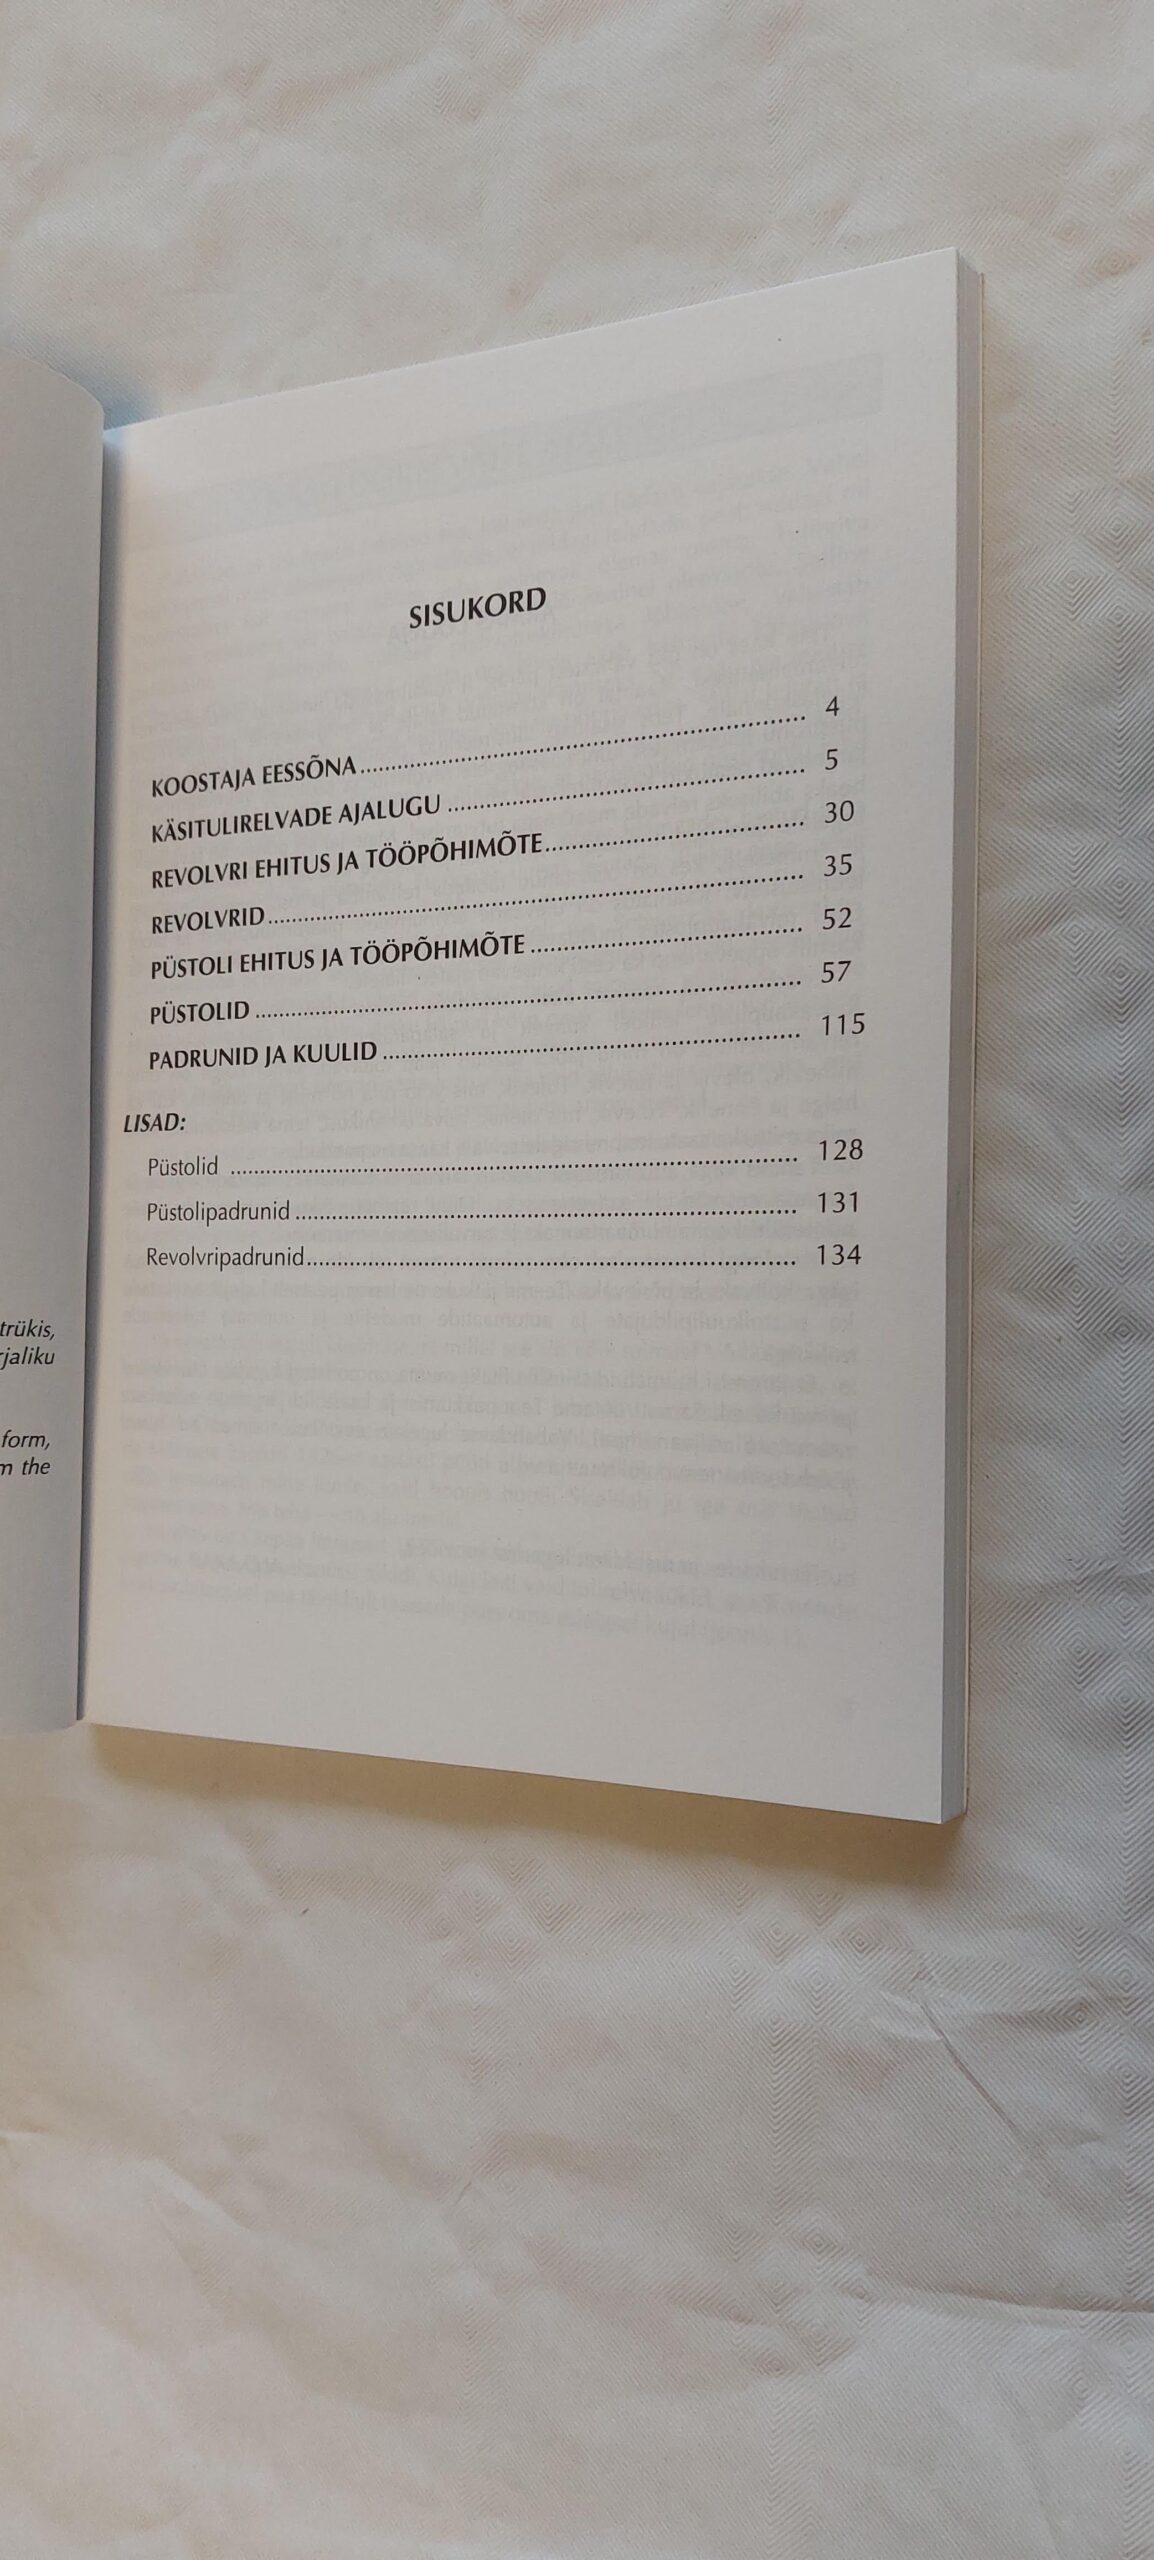 trükis,
rjaliku
form,
m the
SISUKORD
KOOSTAJA EESSÕNA ........ 4
KÄSITULIRELVADE AJALUGU ........ 5
REVOLVRI EHITUS JA TÖÖPÕHIMÕTE ........ 30
REVOLVRID ........ 35
PÜSTOLI EHITUS JA TÖÖPÕHIMÕTE ........ 52
PÜSTOLID ........ 57
PADRUNID JA KUULID ........ 115
LISAD:
Püstolid ........ 128
Püstolipadrunid ........ 131
Revolvripadrunid ........ 134